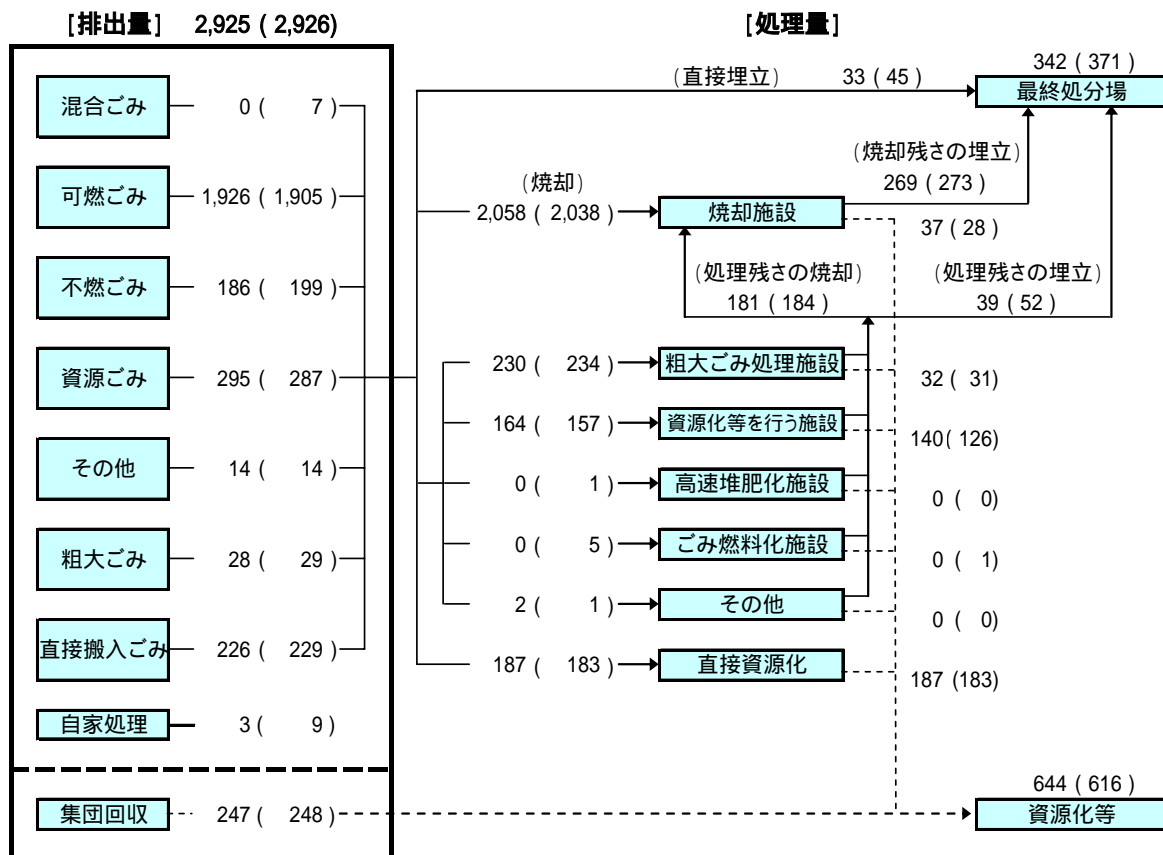 [排出量] 2,925 ( 2,926)
[処理量]
342 ( 371 )
(直接埋立) 33 ( 45 )
最終処分場
混合ごみ 0 ( 7 )
(焼却残さの埋立)
269 ( 273 )
可燃ごみ 1,926 ( 1,905 )
(焼却)
2,058 ( 2,038 )
焼却施設
37 ( 28 )
不燃ごみ 186 ( 199 )
(処理残さの焼却)
181 ( 184 )
(処理残さの埋立)
39 ( 52 )
資源ごみ 295 ( 287 )
230 ( 234 ) 粗大ごみ処理施設 32 ( 31)
164 ( 157 ) 資源化等を行う施設 140( 126 )
その他 14 ( 14 )
0 ( 1 ) 高速堆肥化施設 0 ( 0)
粗大ごみ 28 ( 29 )
0 ( 5 ) ごみ燃料化施設 0 ( 1)
2 ( 1 ) その他 0 ( 0)
直接搬入ごみ 226 ( 229 )
187 ( 183 ) 直接資源化 187 (183)
自家処理 3 ( 9 )
644 ( 616 )
集団回収 247 ( 248 )
資源化等